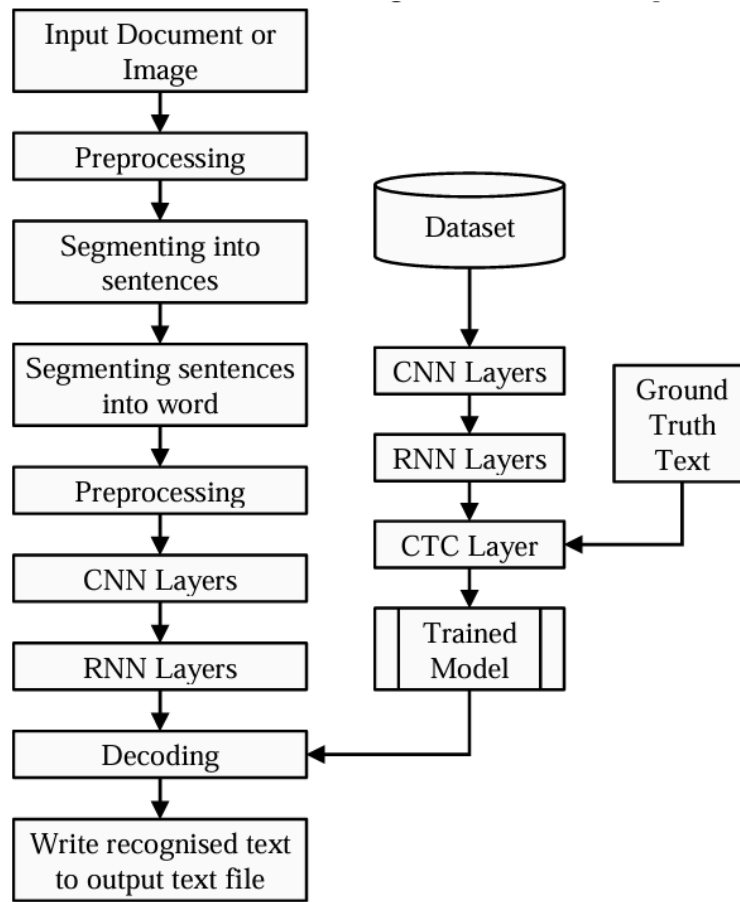 Input Document or
Image
Preprocessing
Segmenting into
sentences
Segmenting sentences
into word
Preprocessing
CNN Layers
RNN Layers
Decoding
Write recognised text
to output text file
Dataset
CNN Layers
RNN Layers
CTC Layer
Trained
Model
Ground
Truth
Text